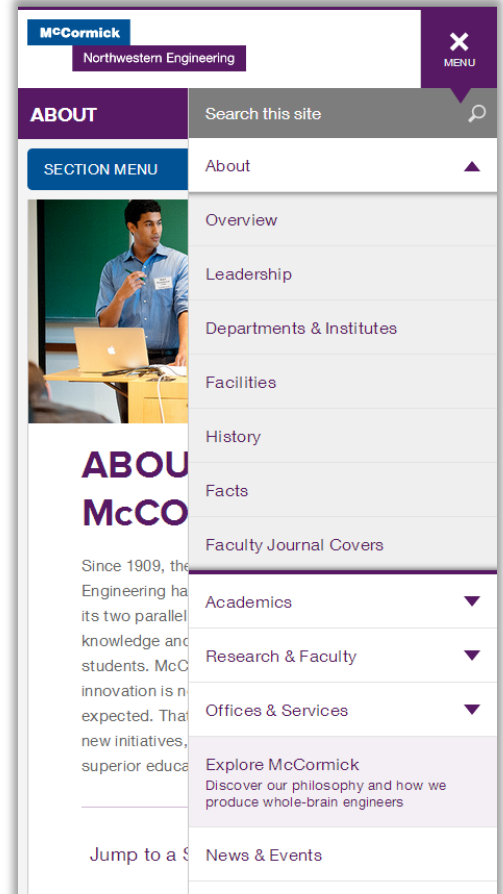 McCormick
Northwestern Engineering
MENU
ABOUT
Search this site
SECTION MENU
About
Overview
Leadership
Departments & Institutes
Facilities
History
Facts
Faculty Journal Covers
Academics
Research & Faculty
Offices & Services
Explore McCormick
Discover our philosophy and how we
produce whole-brain engineers
News & Events
ABOU
McCO
Since 1909, the
Engineering ha
its two parallel
knowledge and
students. McC
innovation is n
expected. That
new initiatives,
superior educa
Jump to a S